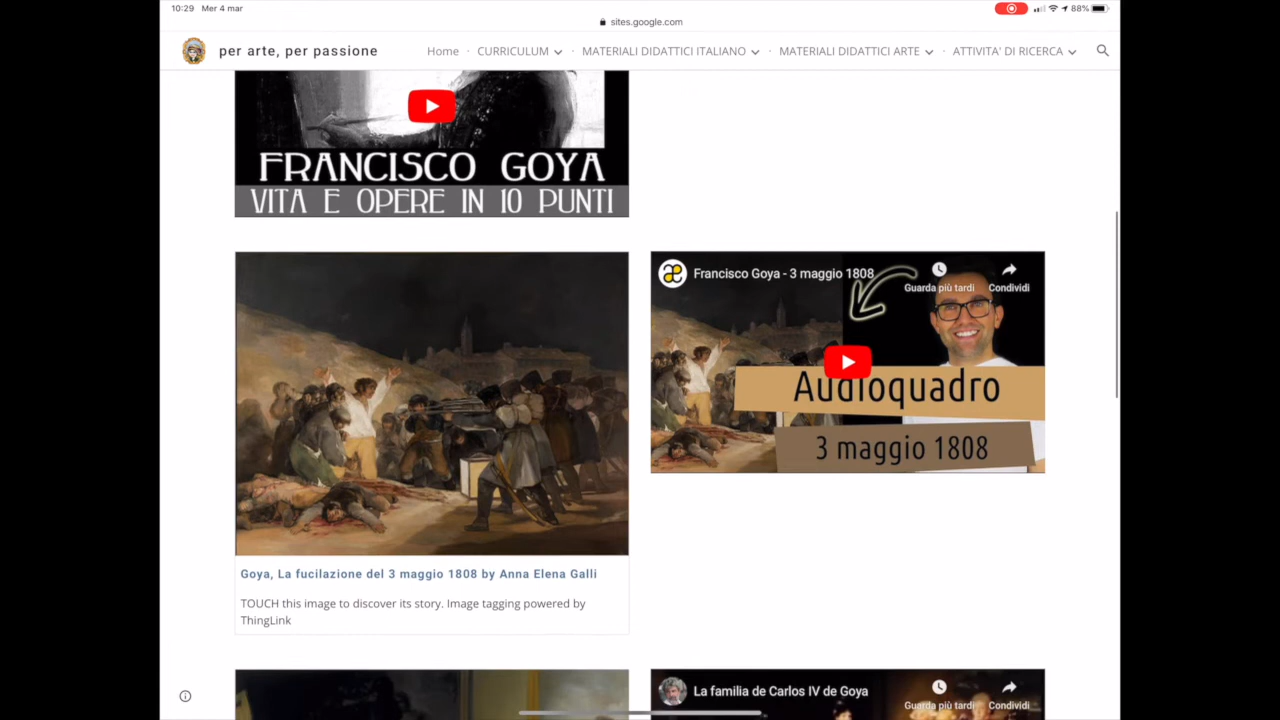 10:29 Mer 4 mar
88%
sites.google.com
per arte, per passione
Home · CURRICULUM · MATERIALI DIDATTICI ITALIANO · MATERIALI DIDATTICI ARTE · ATTIVITA' DI RICERCA
FRANCISCO GOYA
VITA E OPERE IN 10 PUNTI
Francisco Goya - 3 maggio 1808
Guarda più tardi
Condividi
Audioquadro
3 maggio 1808
Goya, La fucilazione del 3 maggio 1808 by Anna Elena Galli
TOUCH this image to discover its story. Image tagging powered by
ThingLink
La familia de Carlos IV de Goya
Guarda più tardi
Condividi